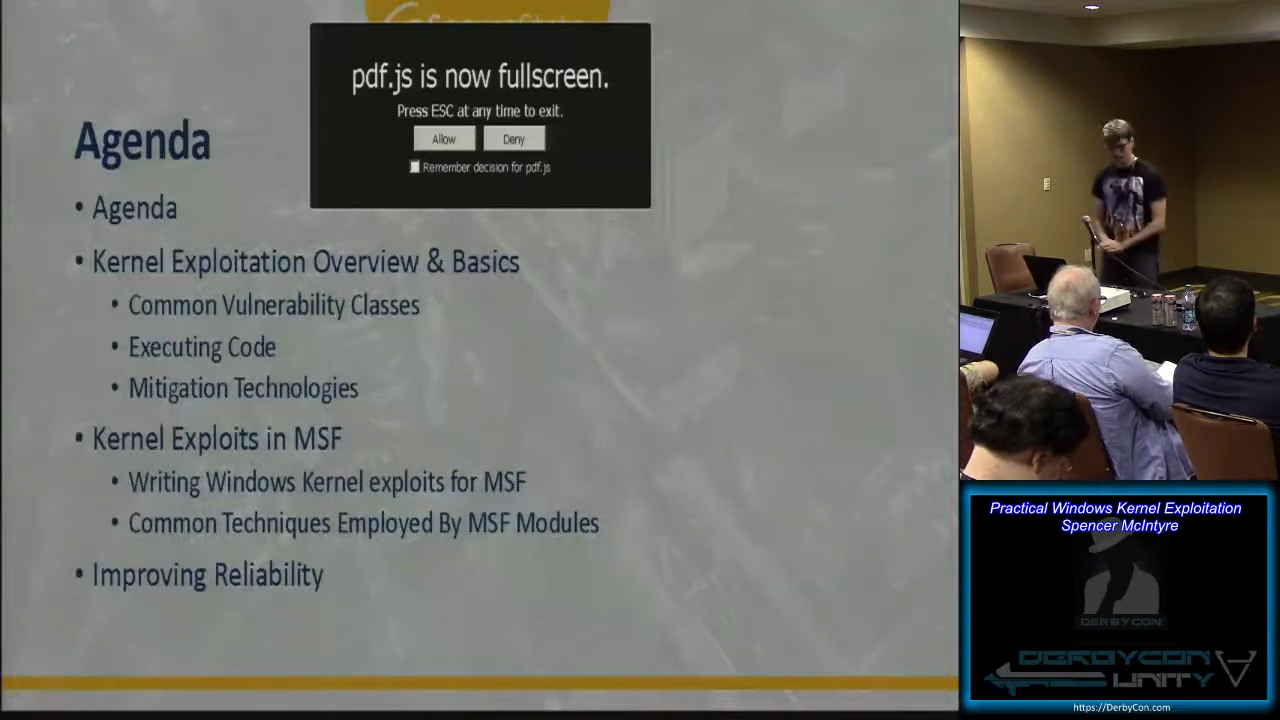 pdf.js is now fullscreen.
Press ESC at any time to exit.
Allow Deny
Remember decision for pdf.js
Agenda
• Agenda
• Kernel Exploitation Overview & Basics
• Common Vulnerability Classes
• Executing Code
• Mitigation Technologies
• Kernel Exploits in MSF
• Writing Windows Kernel exploits for MSF
• Common Techniques Employed By MSF Modules
• Improving Reliability
Practical Windows Kernel Exploitation
Spencer McIntyre
DERBYCON
DERBYCON
UNITY
https://DerbyCon.com